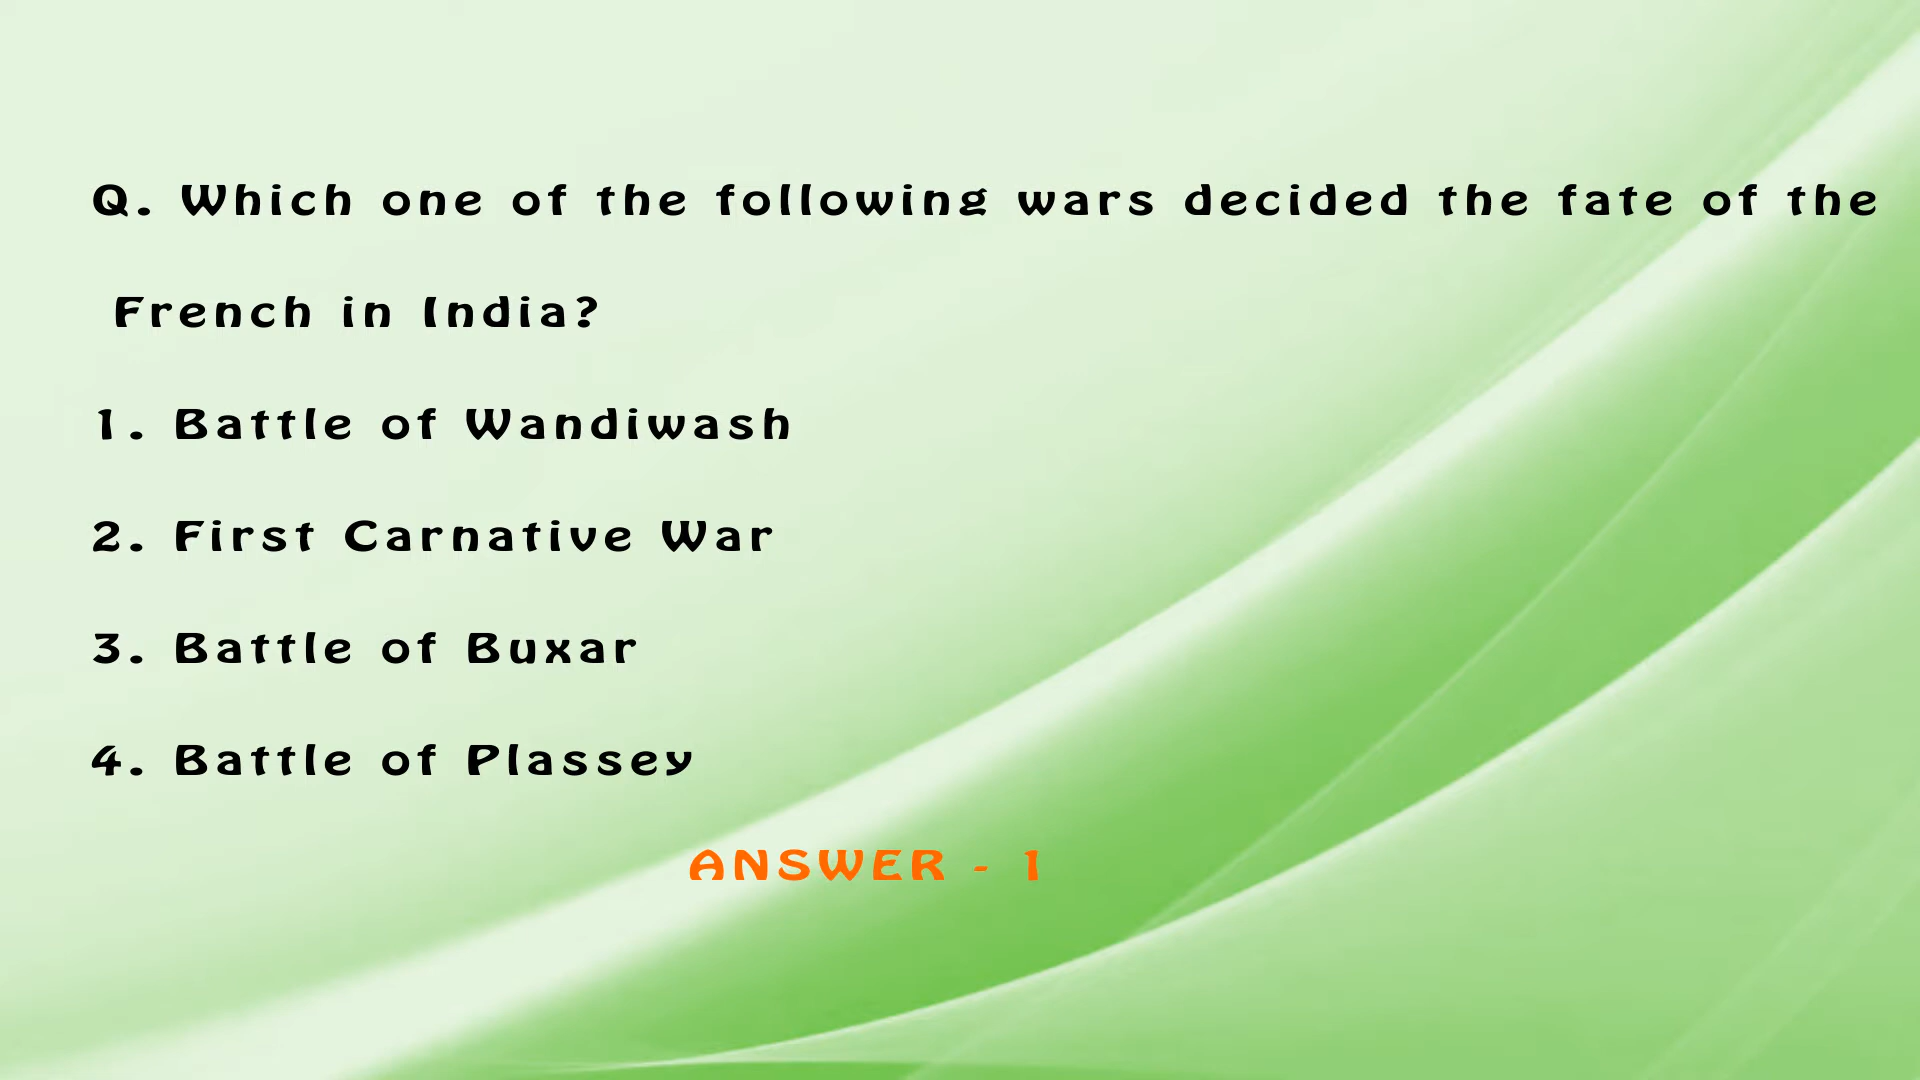 Q. Which one of the following wars decided the fate of the
French in India?
1. Battle of Wandiwash
2. First Carnative War
3. Battle of Buxar
4. Battle of Plassey
ANSWER - 1